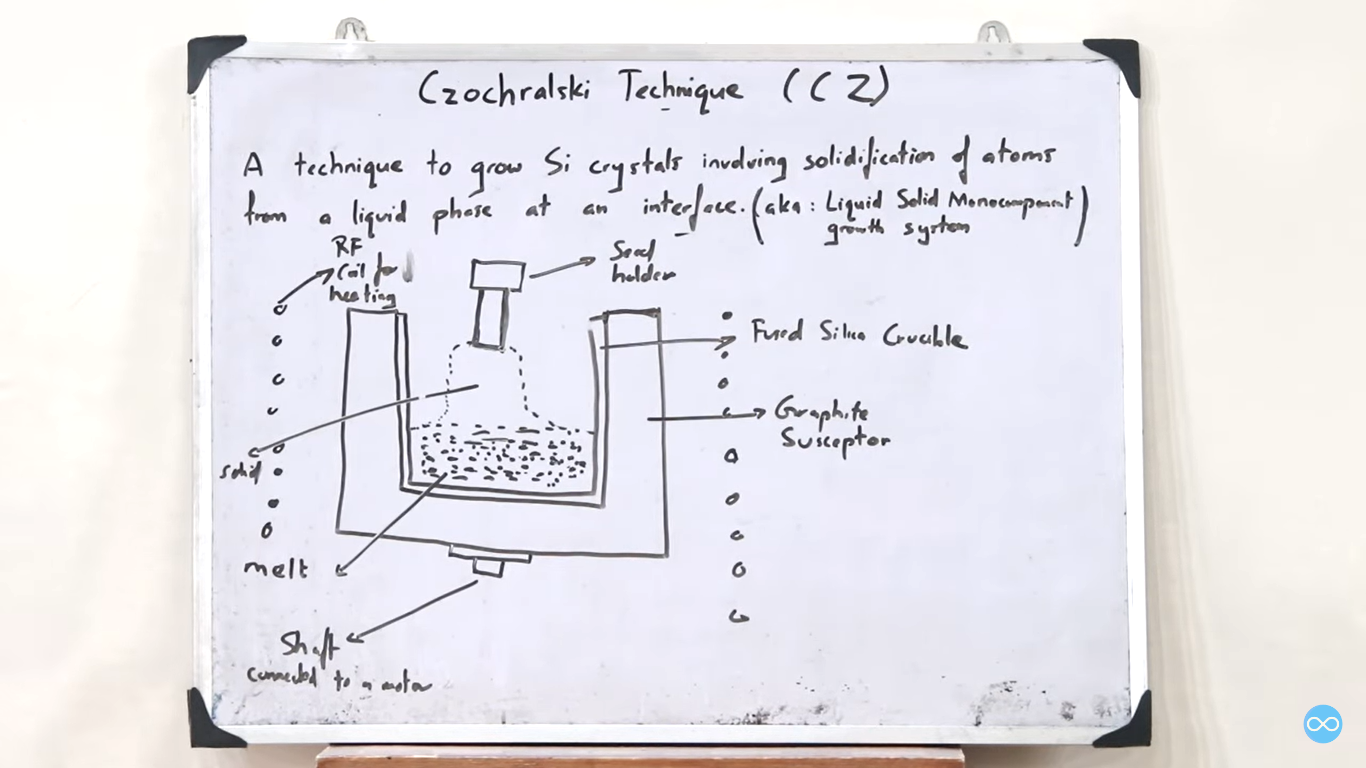 Czochralski Technique (CZ)
A technique to grow Si crystals involving solidification of atoms
from a liquid phase at an interface. (aka: Liquid Solid Monocomponent
growth system)
RF
Coil for
heating
Seed
holder
Fused Silica Crucible
Graphite
Susceptor
solid
melt
Shaft
connected to a motor